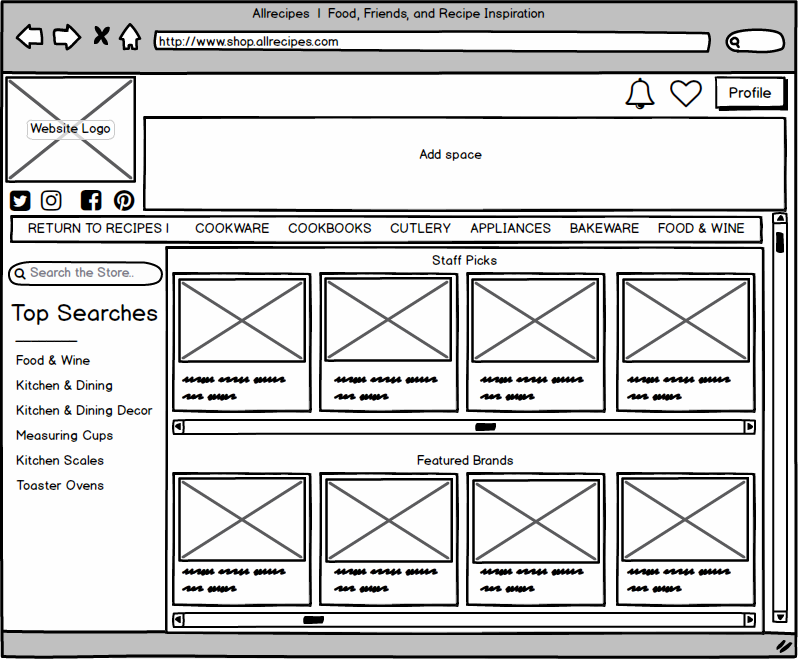 Allrecipes | Food, Friends, and Recipe Inspiration
http://www.shop.allrecipes.com
Profile
Website Logo
Add space
RETURN TO RECIPES | COOKWARE COOKBOOKS CUTLERY APPLIANCES BAKEWARE FOOD & WINE
Search the Store..
Top Searches
Food & Wine
Kitchen & Dining
Kitchen & Dining Decor
Measuring Cups
Kitchen Scales
Toaster Ovens
Staff Picks
Featured Brands